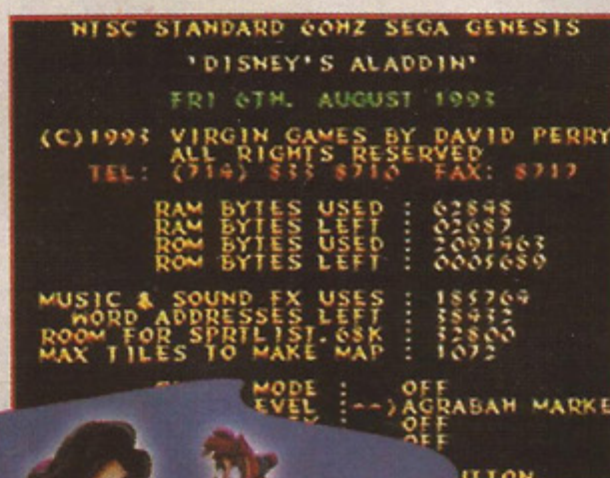 NTSC STANDARD 60HZ SEGA GENESIS
'DISNEY'S ALADDIN'
FRI 6TH. AUGUST 1993
(C)1993 VIRGIN GAMES BY DAVID PERRY
ALL RIGHTS RESERVED
TEL: (714) 833 8710 FAX: 8717
RAM BYTES USED : 62848
RAM BYTES LEFT : 02687
ROM BYTES USED : 2091463
ROM BYTES LEFT : 0005689
MUSIC & SOUND FX USES : 185769
WORD ADDRESSES LEFT : 38432
ROOM FOR SPRTLIST.68K : 32800
MAX TILES TO MAKE MAP : 1072
MODE : OFF
EVEL :-->AGRABAH MARKE
: OFF
OFF